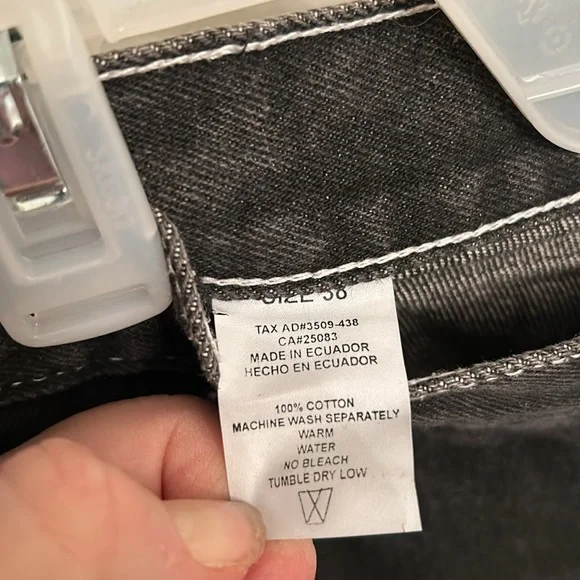 SIZE 38
TAX AD#3509-438
CA#25083
MADE IN ECUADOR
HECHO EN ECUADOR
100% COTTON
MACHINE WASH SEPARATELY
WARM
WATER
NO BLEACH
TUMBLE DRY LOW